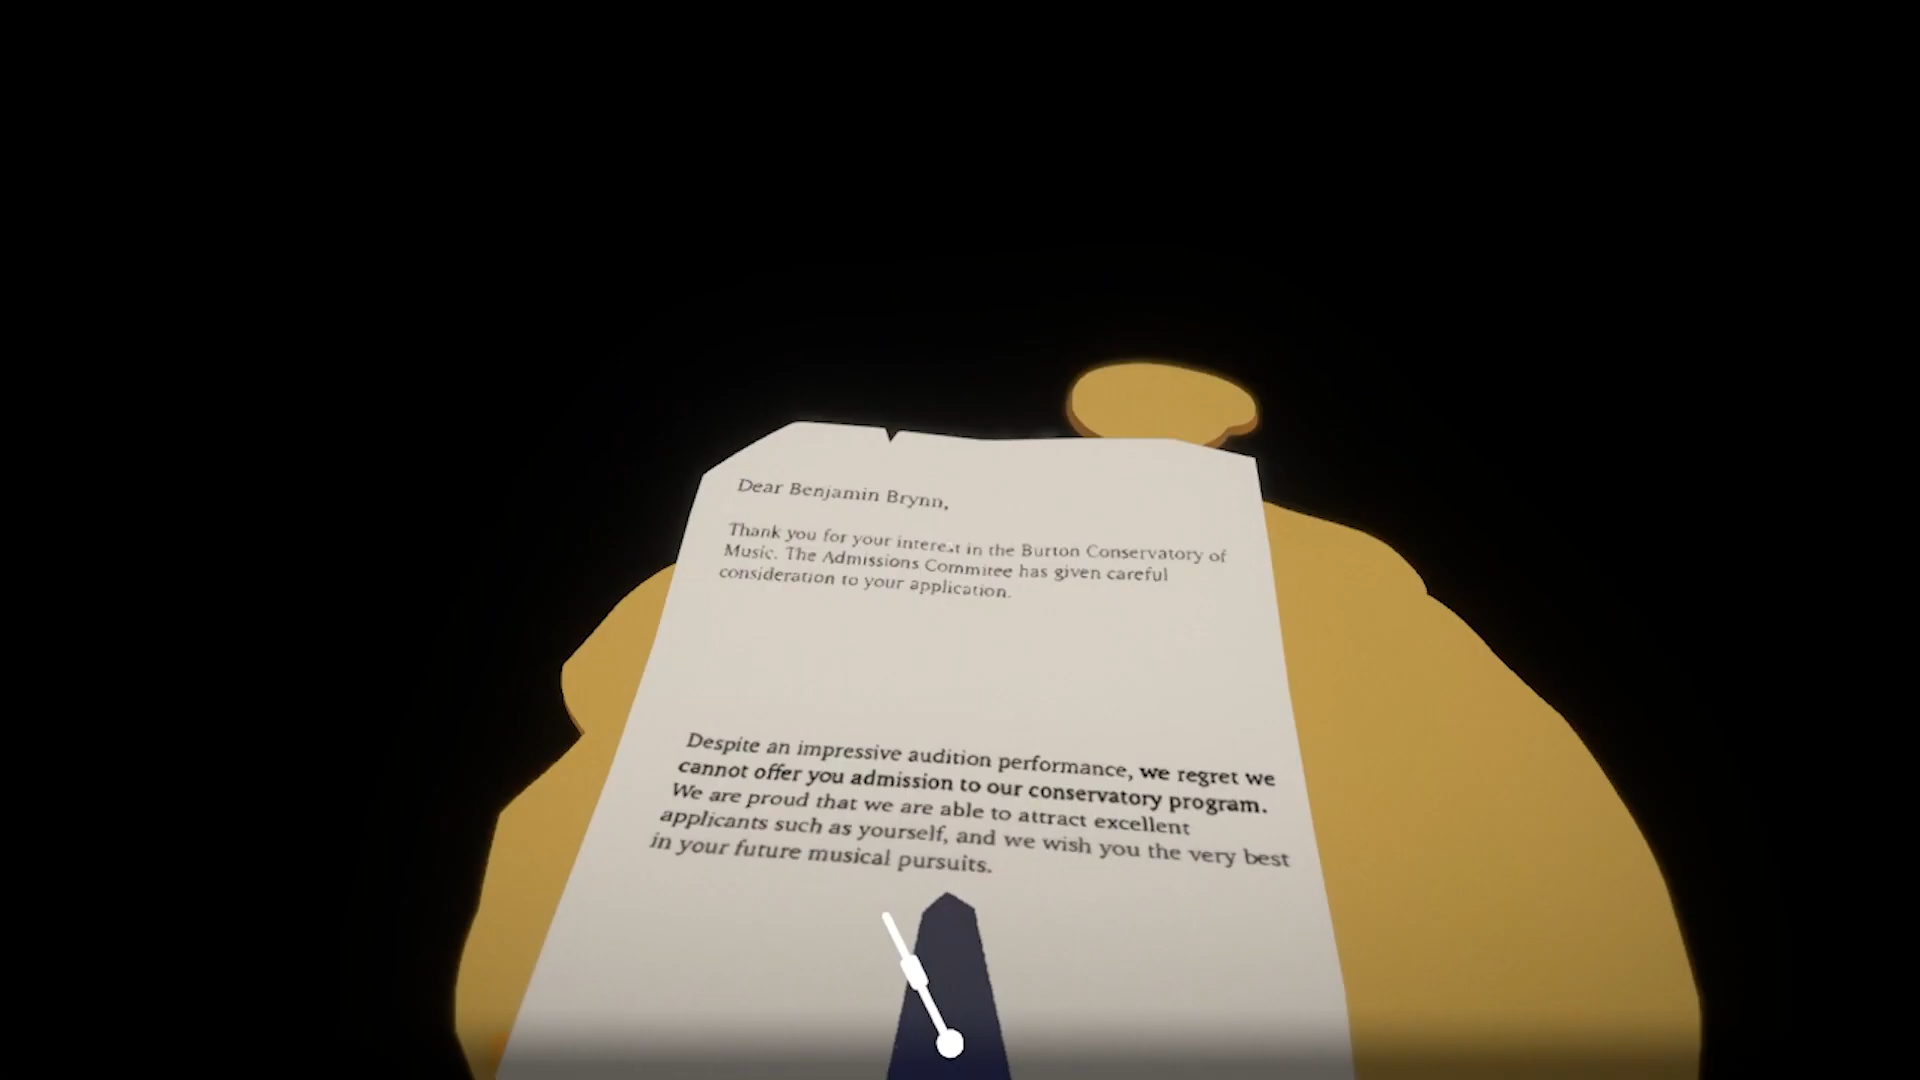 Dear Benjamin Brynn,
Thank you for your interest in the Burton Conservatory of
Music. The Admissions Commitee has given careful
consideration to your application.
Despite an impressive audition performance, we regret we
cannot offer you admission to our conservatory program.
We are proud that we are able to attract excellent
applicants such as yourself, and we wish you the very best
in your future musical pursuits.